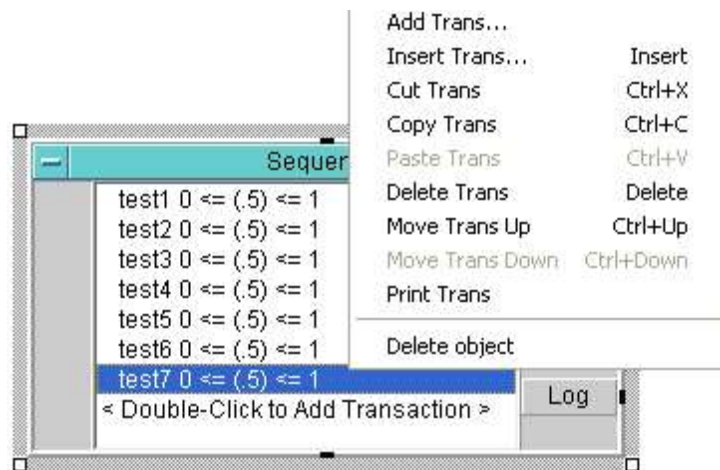 Add Trans...
Insert Trans... Insert
Cut Trans Ctrl+X
Copy Trans Ctrl+C
Paste Trans Ctrl+V
Delete Trans Delete
Move Trans Up Ctrl+Up
Move Trans Down Ctrl+Down
Print Trans
Delete object
Sequen
test1 0 <= (.5) <= 1
test2 0 <= (.5) <= 1
test3 0 <= (.5) <= 1
test4 0 <= (.5) <= 1
test5 0 <= (.5) <= 1
test6 0 <= (.5) <= 1
test7 0 <= (.5) <= 1
< Double-Click to Add Transaction >
Log